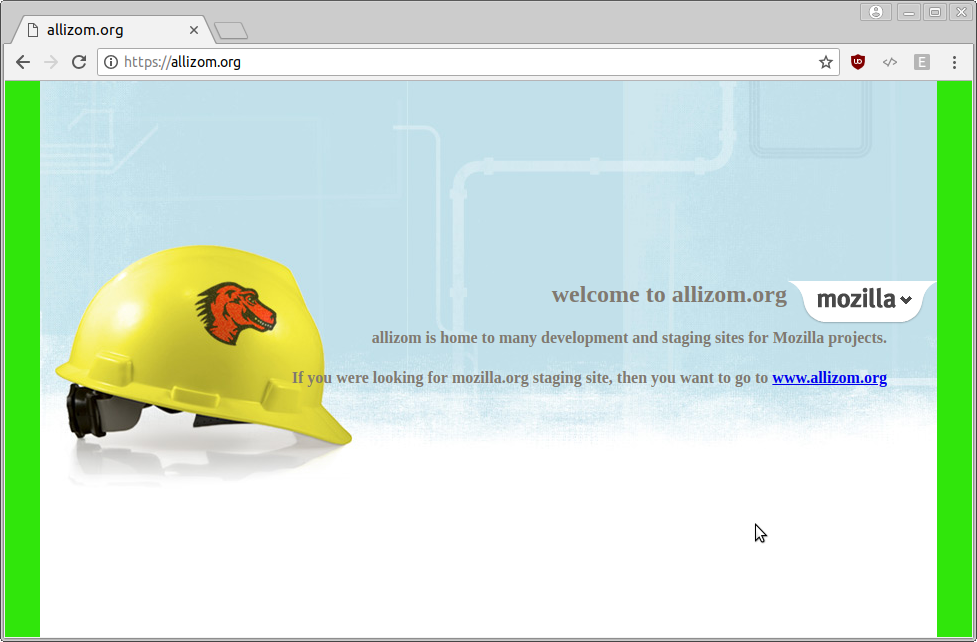 allizom.org
https://allizom.org
UD
</>
E
welcome to allizom.org
mozilla
allizom is home to many development and staging sites for Mozilla projects.
If you were looking for mozilla.org staging site, then you want to go to www.allizom.org